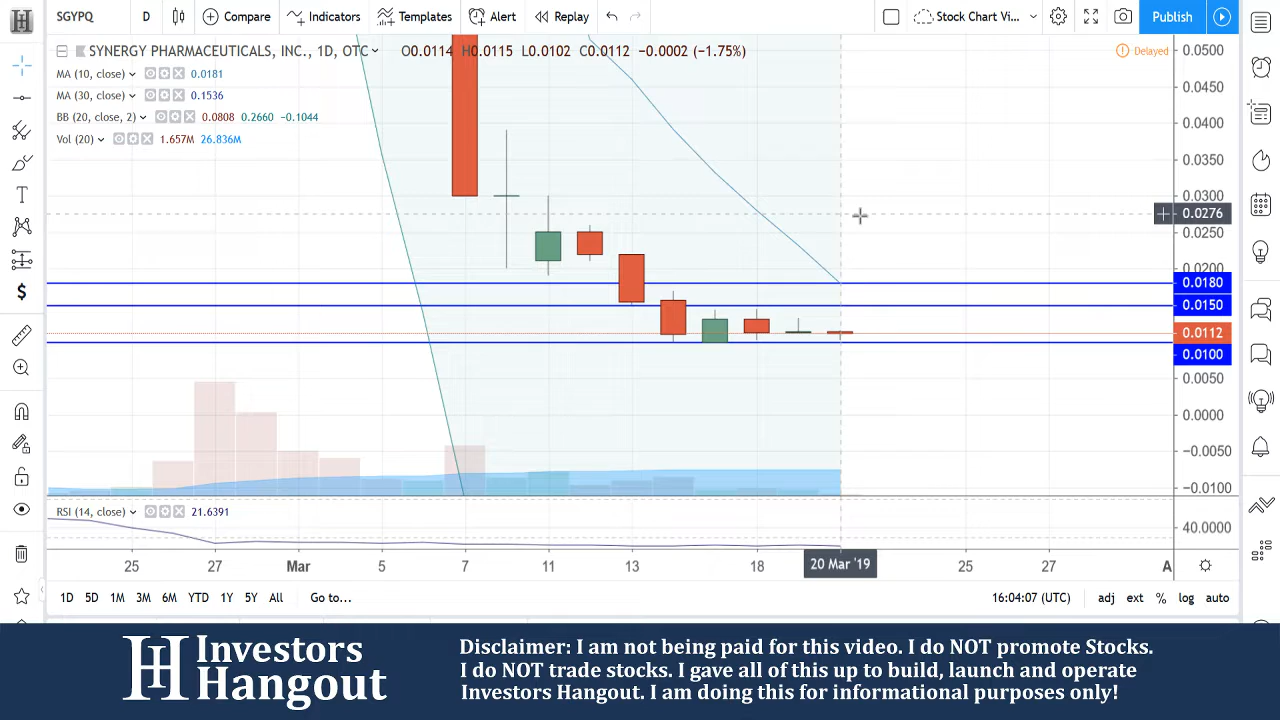 SGYPQ D Compare Indicators Templates Alert Replay Stock Chart Vi... Publish
SYNERGY PHARMACEUTICALS, INC., 1D, OTC O0.0114 H0.0115 L0.0102 C0.0112 −0.0002 (−1.75%)
Delayed
MA (10, close) 0.0181
MA (30, close) 0.1536
BB (20, close, 2) 0.0808 0.2660 −0.1044
Vol (20) 1.657M 26.836M
0.0500
0.0450
0.0400
0.0350
0.0300
0.0276
0.0250
0.0200
0.0180
0.0150
0.0112
0.0100
0.0050
0.0000
−0.0050
−0.0100
RSI (14, close) 21.6391
40.0000
25 27 Mar 5 7 11 13 18 20 Mar '19 25 27 A
1D 5D 1M 3M 6M YTD 1Y 5Y All Go to... 16:04:07 (UTC) adj ext % log auto
Investors
Hangout
Disclaimer: I am not being paid for this video. I do NOT promote Stocks.
I do NOT trade stocks. I gave all of this up to build, launch and operate
Investors Hangout. I am doing this for informational purposes only!